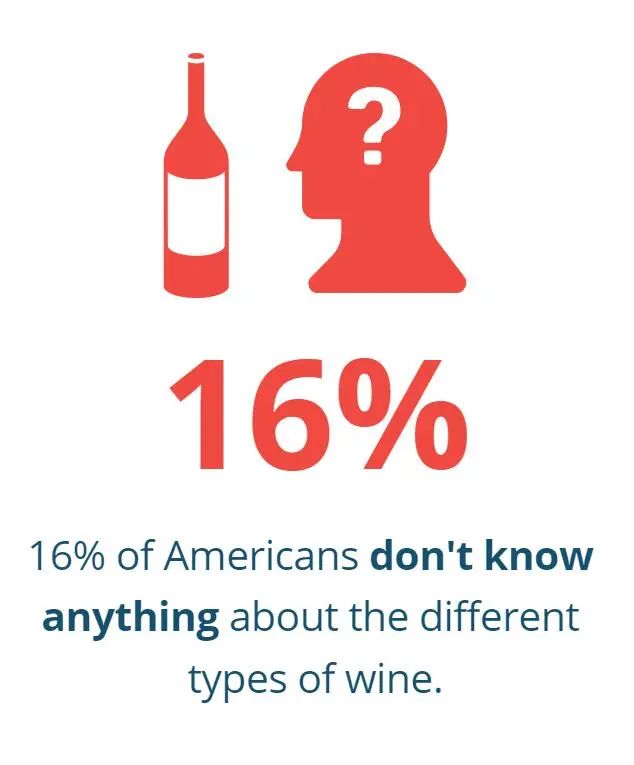 ?
16%
16% of Americans don't know
anything about the different
types of wine.